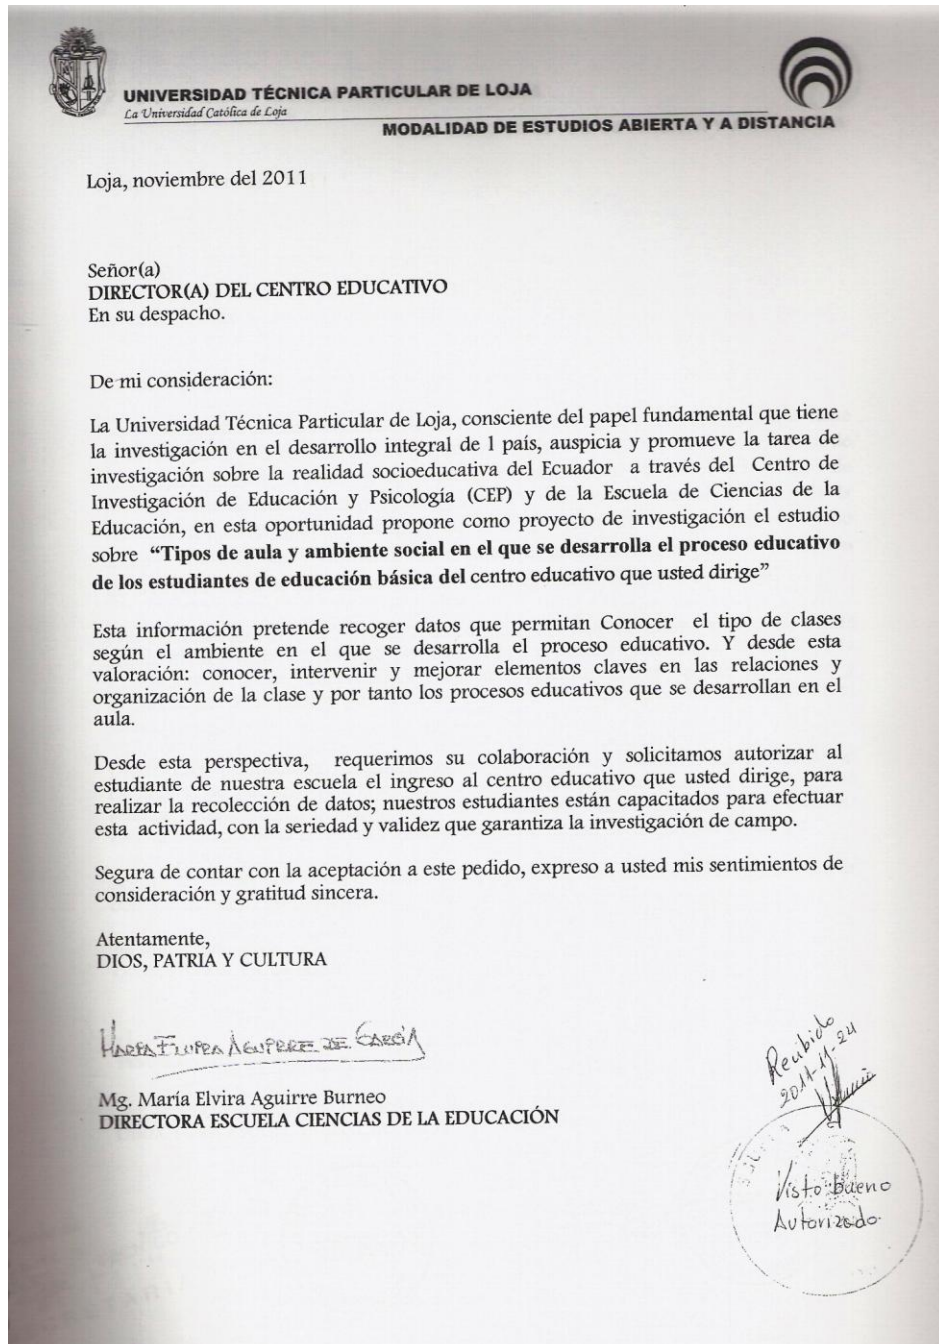 UNIVERSIDAD TÉCNICA PARTICULAR DE LOJA
La Universidad Católica de Loja
MODALIDAD DE ESTUDIOS ABIERTA Y A DISTANCIA
Loja, noviembre del 2011
Señor(a)
DIRECTOR(A) DEL CENTRO EDUCATIVO
En su despacho.
De mi consideración:
La Universidad Técnica Particular de Loja, consciente del papel fundamental que tiene
la investigación en el desarrollo integral de l país, auspicia y promueve la tarea de
investigación sobre la realidad socioeducativa del Ecuador a través del Centro de
Investigación de Educación y Psicología (CEP) y de la Escuela de Ciencias de la
Educación, en esta oportunidad propone como proyecto de investigación el estudio
sobre “Tipos de aula y ambiente social en el que se desarrolla el proceso educativo
de los estudiantes de educación básica del centro educativo que usted dirige”
Esta información pretende recoger datos que permitan Conocer el tipo de clases
según el ambiente en el que se desarrolla el proceso educativo. Y desde esta
valoración: conocer, intervenir y mejorar elementos claves en las relaciones y
organización de la clase y por tanto los procesos educativos que se desarrollan en el
aula.
Desde esta perspectiva, requerimos su colaboración y solicitamos autorizar al
estudiante de nuestra escuela el ingreso al centro educativo que usted dirige, para
realizar la recolección de datos; nuestros estudiantes están capacitados para efectuar
esta actividad, con la seriedad y validez que garantiza la investigación de campo.
Segura de contar con la aceptación a este pedido, expreso a usted mis sentimientos de
consideración y gratitud sincera.
Atentamente,
DIOS, PATRIA Y CULTURA
AGUIRRE DE GARCÍA
Mg. María Elvira Aguirre Burneo
DIRECTORA ESCUELA CIENCIAS DE LA EDUCACIÓN
Recibido
2011-11-24
Visto bueno
Autorizado